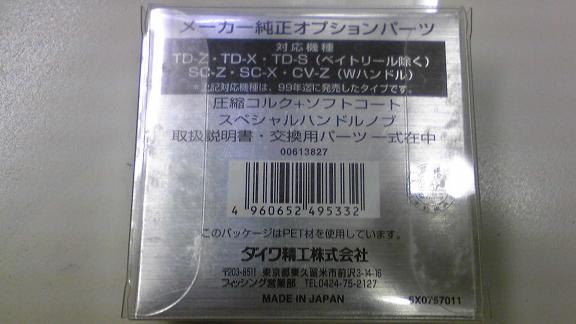 メーカー純正オプションパーツ
対応機種
TD-Z・TD-X・TD-S（ベイトリール除く）
SC-Z・SC-X・CV-Z（Wハンドル）
＊上記対応機種は、99年迄に発売したタイプです。
圧縮コルク+ソフトコート
スペシャルハンドルノブ
取扱説明書・交換用パーツ一式在中
00613827
4 960652 495332
このパッケージはPET材を使用しています。
ダイワ精工株式会社
〒203-8511 東京都東久留米市前沢3-14-16
フィッシング営業部 TEL0424-75-2127
MADE IN JAPAN
6X0757011